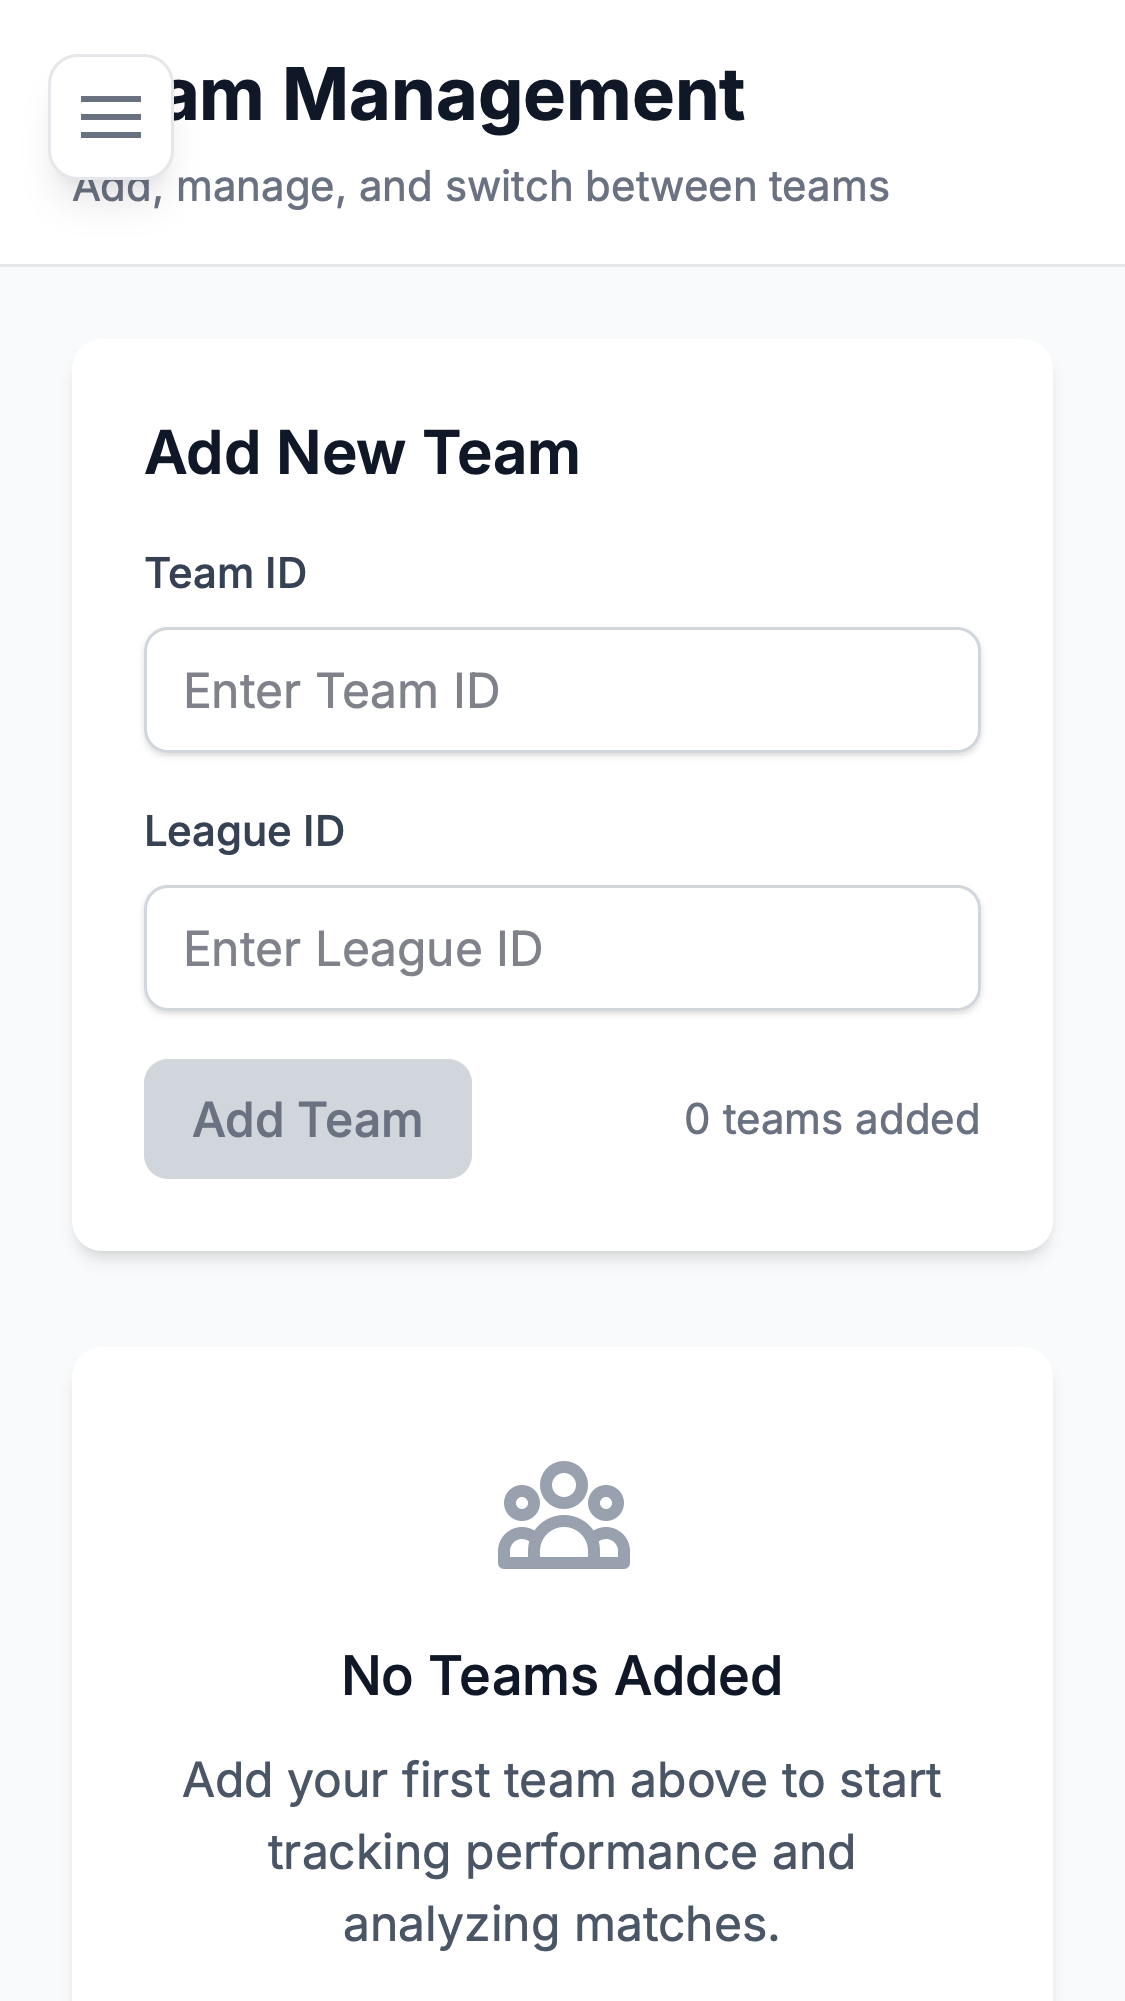 am Management
Add, manage, and switch between teams
Add New Team
Team ID
Enter Team ID
League ID
Enter League ID
Add Team
0 teams added
No Teams Added
Add your first team above to start
tracking performance and
analyzing matches.